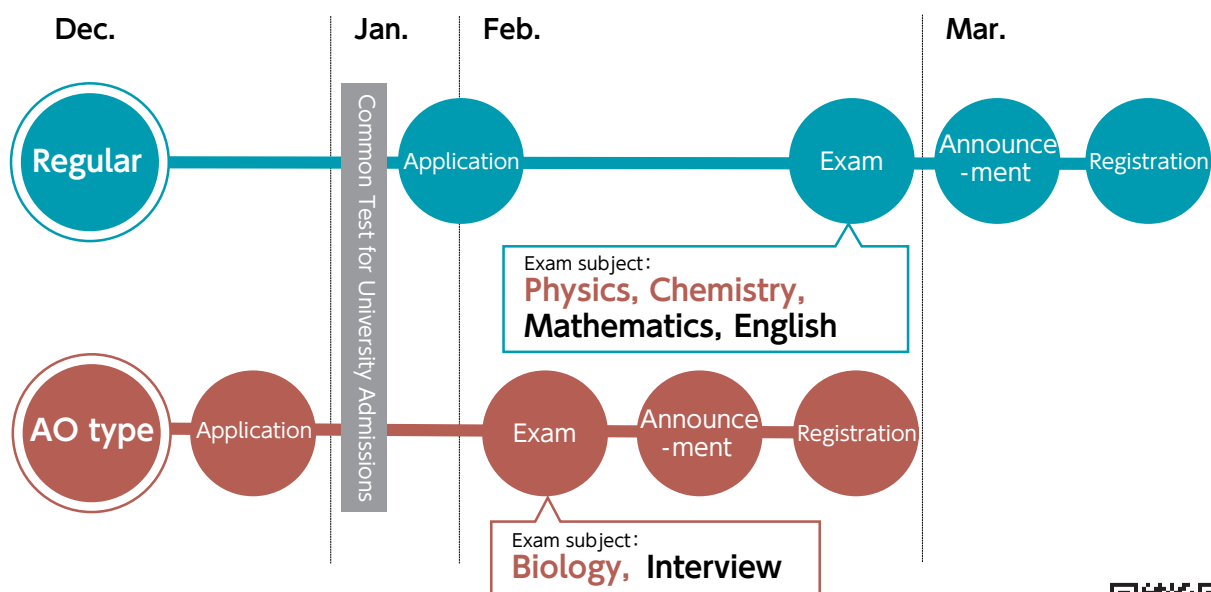 Dec.
Jan.
Feb.
Mar.
Common Test for University Admissions
Regular
Application
Exam
Announce
-ment
Registration
Exam subject:
Physics, Chemistry,
Mathematics, English
AO type
Application
Exam
Announce
-ment
Registration
Exam subject:
Biology, Interview